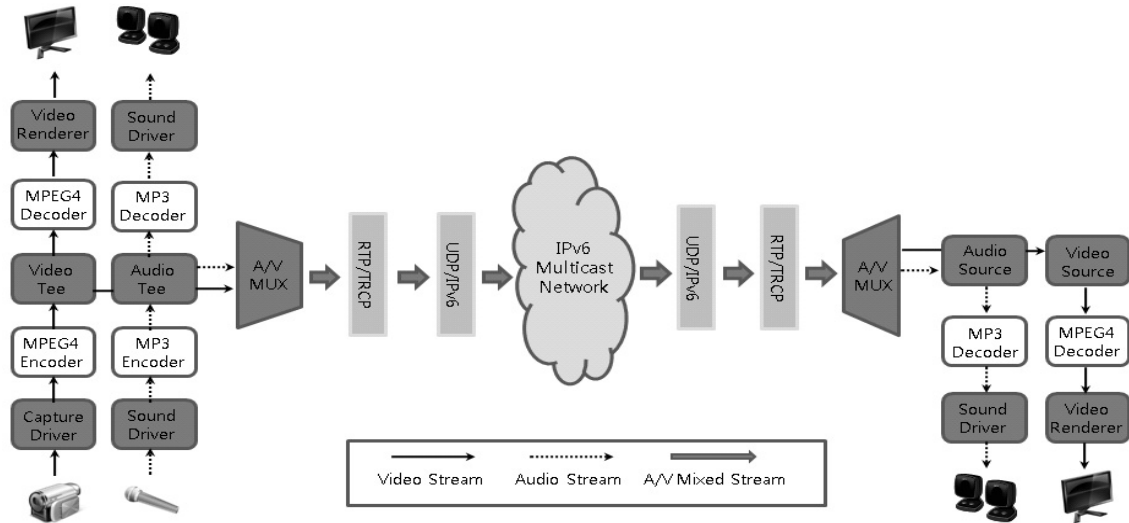 Video
Renderer
Sound
Driver
MPEG4
Decoder
MP3
Decoder
Video
Tee
Audio
Tee
MPEG4
Encoder
MP3
Encoder
Capture
Driver
Sound
Driver
A/V
MUX
RTP/TRCP
UDP/IPv6
IPv6
Multicast
Network
UDP/IPv6
RTP/TRCP
A/V
MUX
Audio
Source
Video
Source
MP3
Decoder
MPEG4
Decoder
Sound
Driver
Video
Renderer
Video Stream
Audio Stream
A/V Mixed Stream